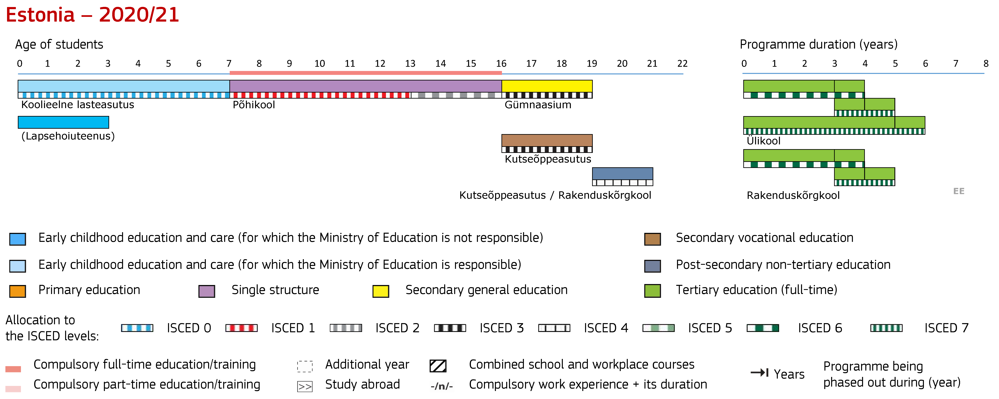 Estonia – 2020/21
Age of students
Programme duration (years)
0 1 2 3 4 5 6 7 8 9 10 11 12 13 14 15 16 17 18 19 20 21 22
0 1 2 3 4 5 6 7 8
Koolieelne lasteasutus
Põhikool
Gümnaasium
(Lapsehoiuteenus)
Ülikool
Kutseõppeasutus
Kutseõppeasutus / Rakenduskõrgkool
Rakenduskõrgkool
EE
Early childhood education and care (for which the Ministry of Education is not responsible)
Secondary vocational education
Early childhood education and care (for which the Ministry of Education is responsible)
Post-secondary non-tertiary education
Primary education
Single structure
Secondary general education
Tertiary education (full-time)
Allocation to
the ISCED levels:
ISCED 0
ISCED 1
ISCED 2
ISCED 3
ISCED 4
ISCED 5
ISCED 6
ISCED 7
Compulsory full-time education/training
Additional year
Combined school and workplace courses
Years
Programme being
phased out during (year)
Compulsory part-time education/training
>>
Study abroad
-/n/-
Compulsory work experience + its duration